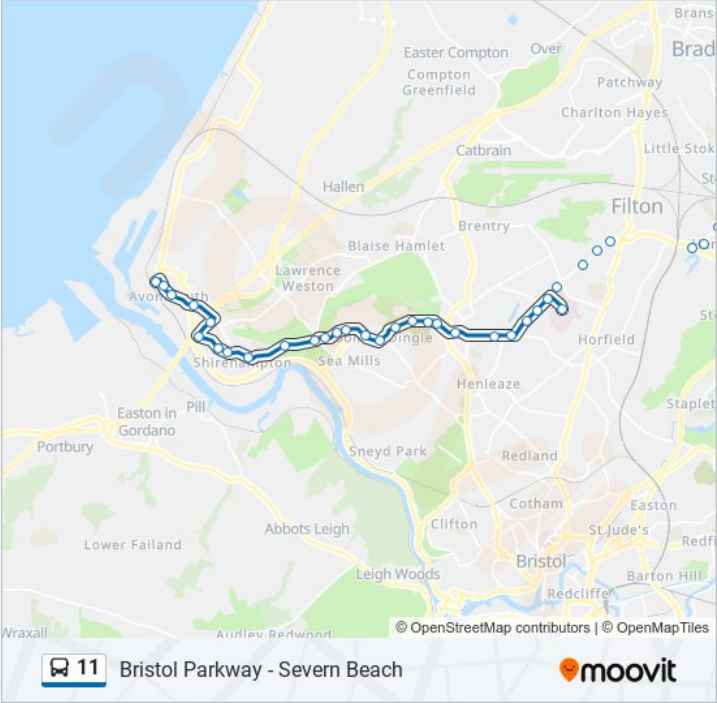 Brans
Easter Compton
Over
Brad
Compton
Greenfield
Patchway
Charlton Hayes
Catbrain
Little Stok
St
Hallen
Filton
Brentry
Blaise Hamlet
Lawrence
Weston
Avonmouth
Horfield
Dingle
Sea Mills
Shirehampton
Henleaze
Easton in
Gordano
Pill
Staplet
Portbury
Sneyd Park
Redland
Cotham
Easton
Clifton
St Jude's
Abbots Leigh
Lower Failand
Redfi
Bristol
Leigh Woods
Barton Hill
Redcliffe
Wraxall
Audley Redwood
© OpenStreetMap contributors | © OpenMapTiles
11 Bristol Parkway - Severn Beach
moovit